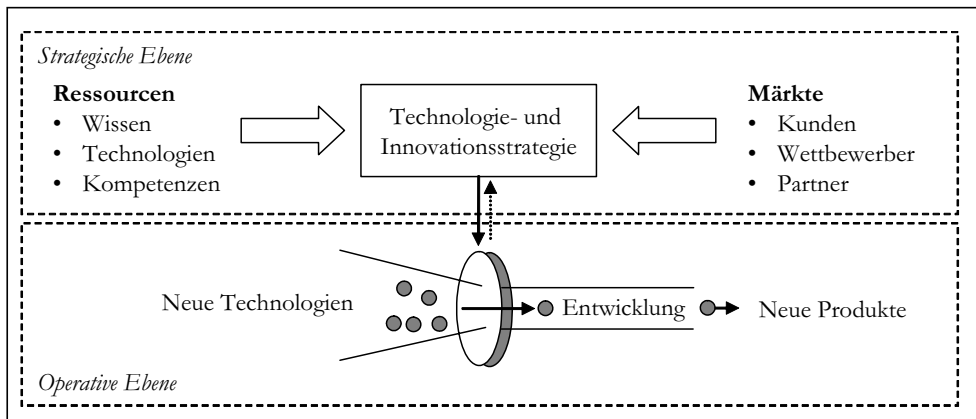 Strategische Ebene
Ressourcen
• Wissen
• Technologien
• Kompetenzen
Technologie- und
Innovationsstrategie
Märkte
• Kunden
• Wettbewerber
• Partner
Neue Technologien
Entwicklung
Neue Produkte
Operative Ebene